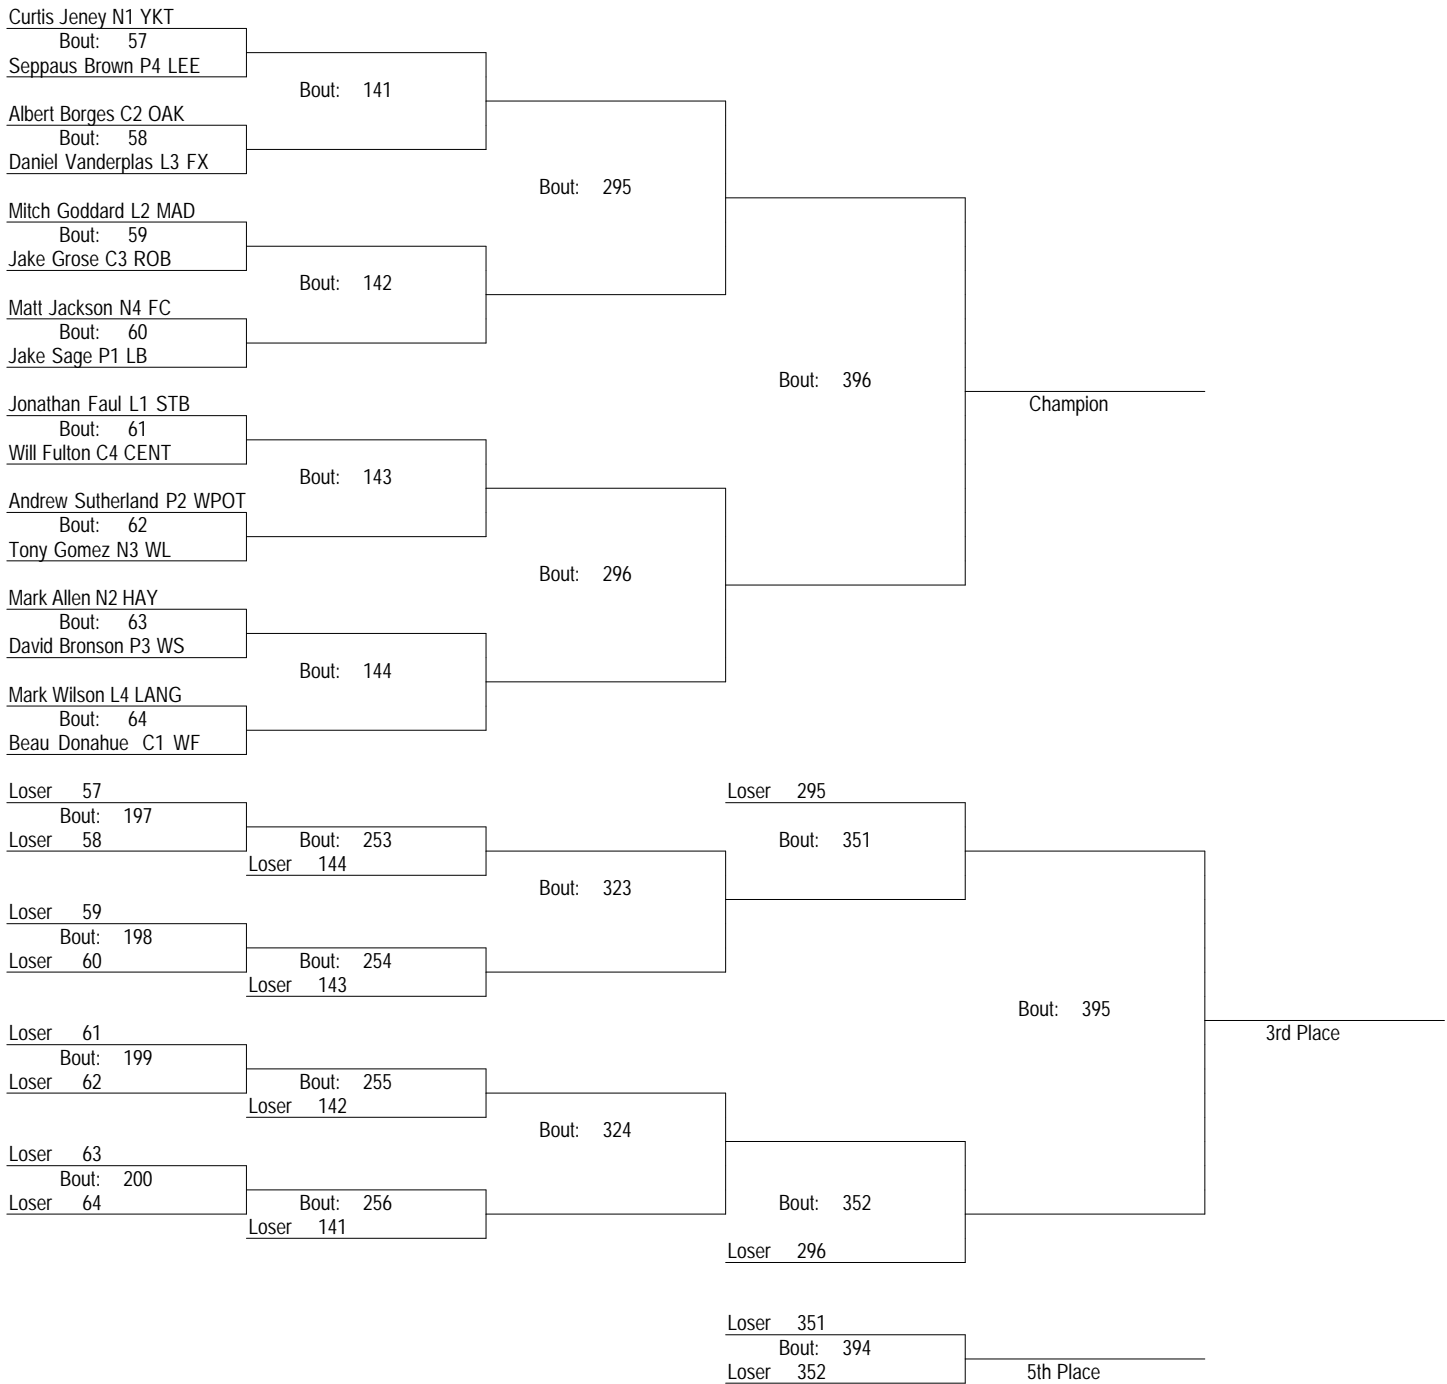 Curtis Jeney N1 YKT
Bout: 57
Seppaus Brown P4 LEE
Bout: 141
Albert Borges C2 OAK
Bout: 58
Daniel Vanderplas L3 FX
Bout: 295
Mitch Goddard L2 MAD
Bout: 59
Jake Grose C3 ROB
Bout: 142
Matt Jackson N4 FC
Bout: 60
Jake Sage P1 LB
Bout: 396
Champion
Jonathan Faul L1 STB
Bout: 61
Will Fulton C4 CENT
Bout: 143
Andrew Sutherland P2 WPOT
Bout: 62
Tony Gomez N3 WL
Bout: 296
Mark Allen N2 HAY
Bout: 63
David Bronson P3 WS
Bout: 144
Mark Wilson L4 LANG
Bout: 64
Beau Donahue C1 WF
Loser 57
Bout: 197
Loser 58
Bout: 253
Loser 144
Loser 295
Bout: 351
Bout: 323
Loser 59
Bout: 198
Loser 60
Bout: 254
Loser 143
Bout: 395
3rd Place
Loser 61
Bout: 199
Loser 62
Bout: 255
Loser 142
Bout: 324
Loser 63
Bout: 200
Loser 64
Bout: 256
Loser 141
Bout: 352
Loser 296
Loser 351
Bout: 394
Loser 352
5th Place